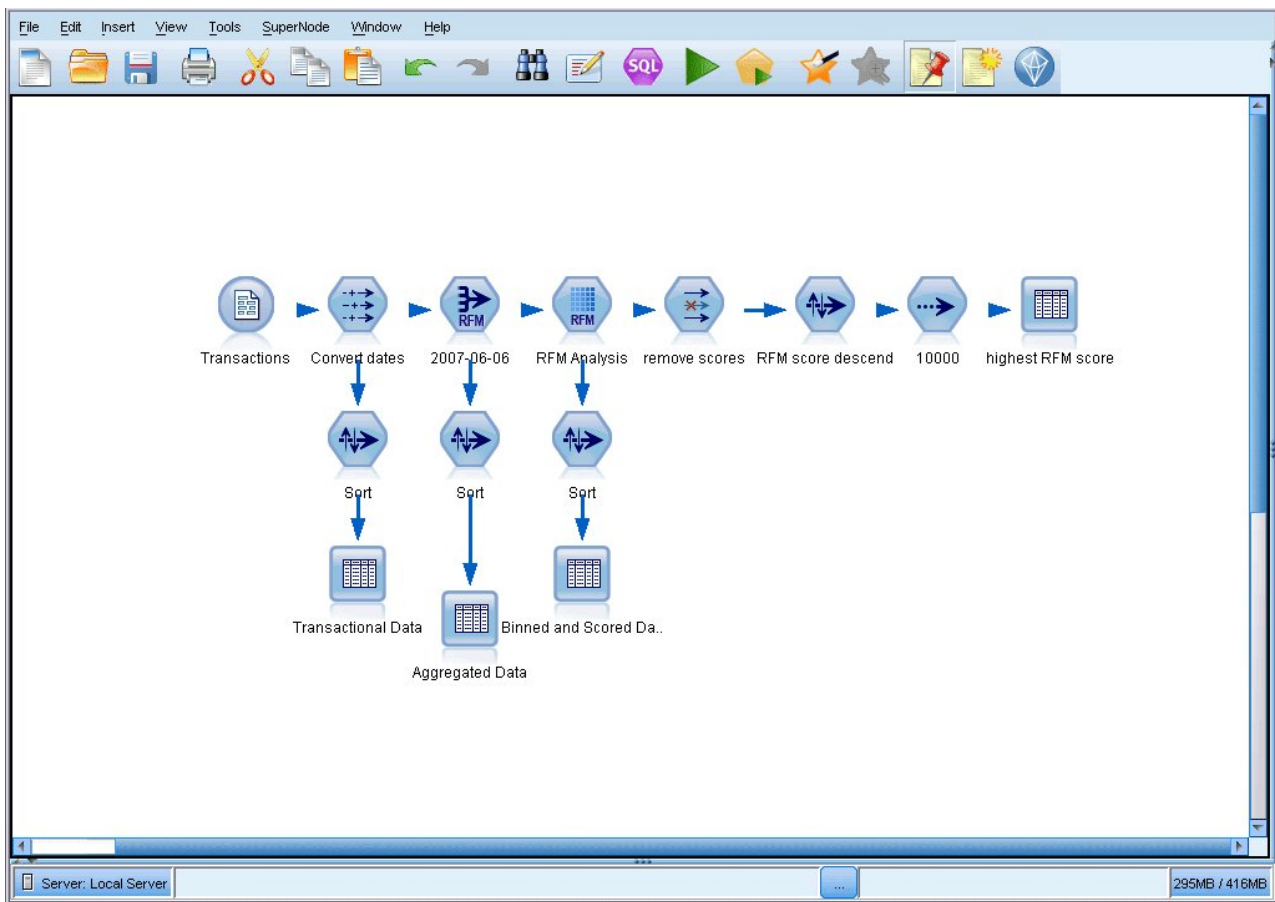 File Edit Insert View Tools SuperNode Window Help
SQL
RFM RFM
Transactions Convert dates 2007-06-06 RFM Analysis remove scores RFM score descend 10000 highest RFM score
Sort Sort Sort
Transactional Data Binned and Scored Da..
Aggregated Data
Server: Local Server ... 295MB / 416MB